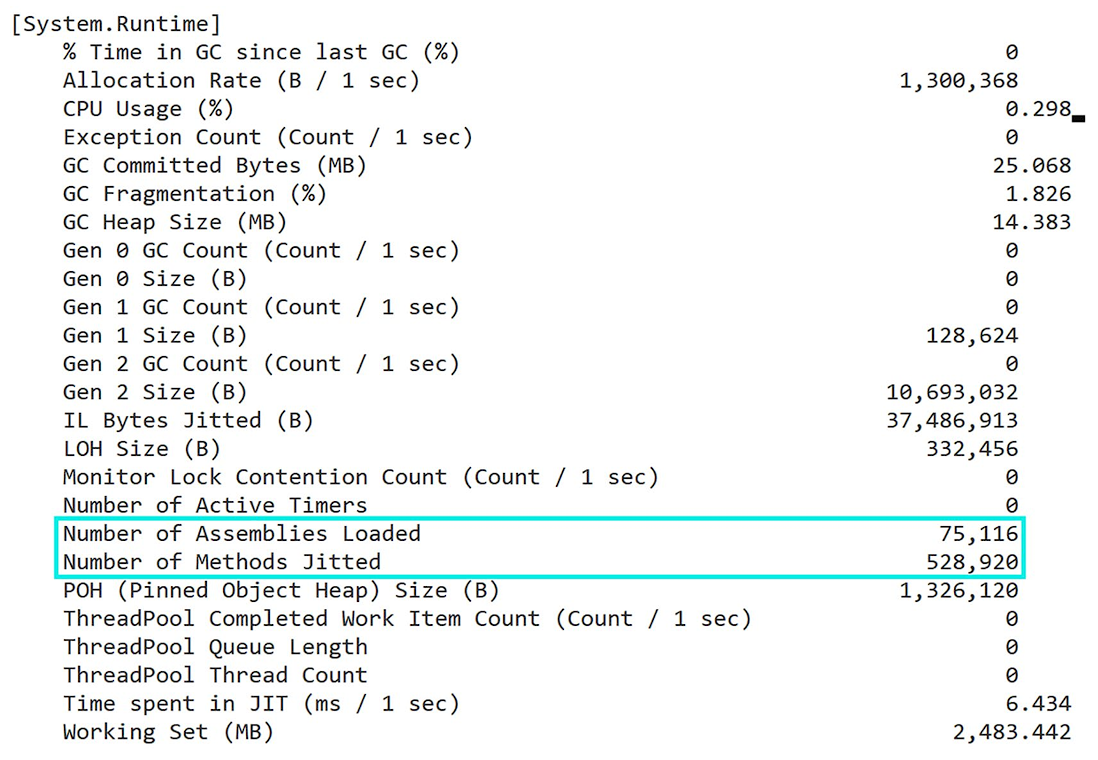 [System.Runtime]
% Time in GC since last GC (%) 0
Allocation Rate (B / 1 sec) 1,300,368
CPU Usage (%) 0.298
Exception Count (Count / 1 sec) 0
GC Committed Bytes (MB) 25.068
GC Fragmentation (%) 1.826
GC Heap Size (MB) 14.383
Gen 0 GC Count (Count / 1 sec) 0
Gen 0 Size (B) 0
Gen 1 GC Count (Count / 1 sec) 0
Gen 1 Size (B) 128,624
Gen 2 GC Count (Count / 1 sec) 0
Gen 2 Size (B) 10,693,032
IL Bytes Jitted (B) 37,486,913
LOH Size (B) 332,456
Monitor Lock Contention Count (Count / 1 sec) 0
Number of Active Timers 0
Number of Assemblies Loaded 75,116
Number of Methods Jitted 528,920
POH (Pinned Object Heap) Size (B) 1,326,120
ThreadPool Completed Work Item Count (Count / 1 sec) 0
ThreadPool Queue Length 0
ThreadPool Thread Count 0
Time spent in JIT (ms / 1 sec) 6.434
Working Set (MB) 2,483.442